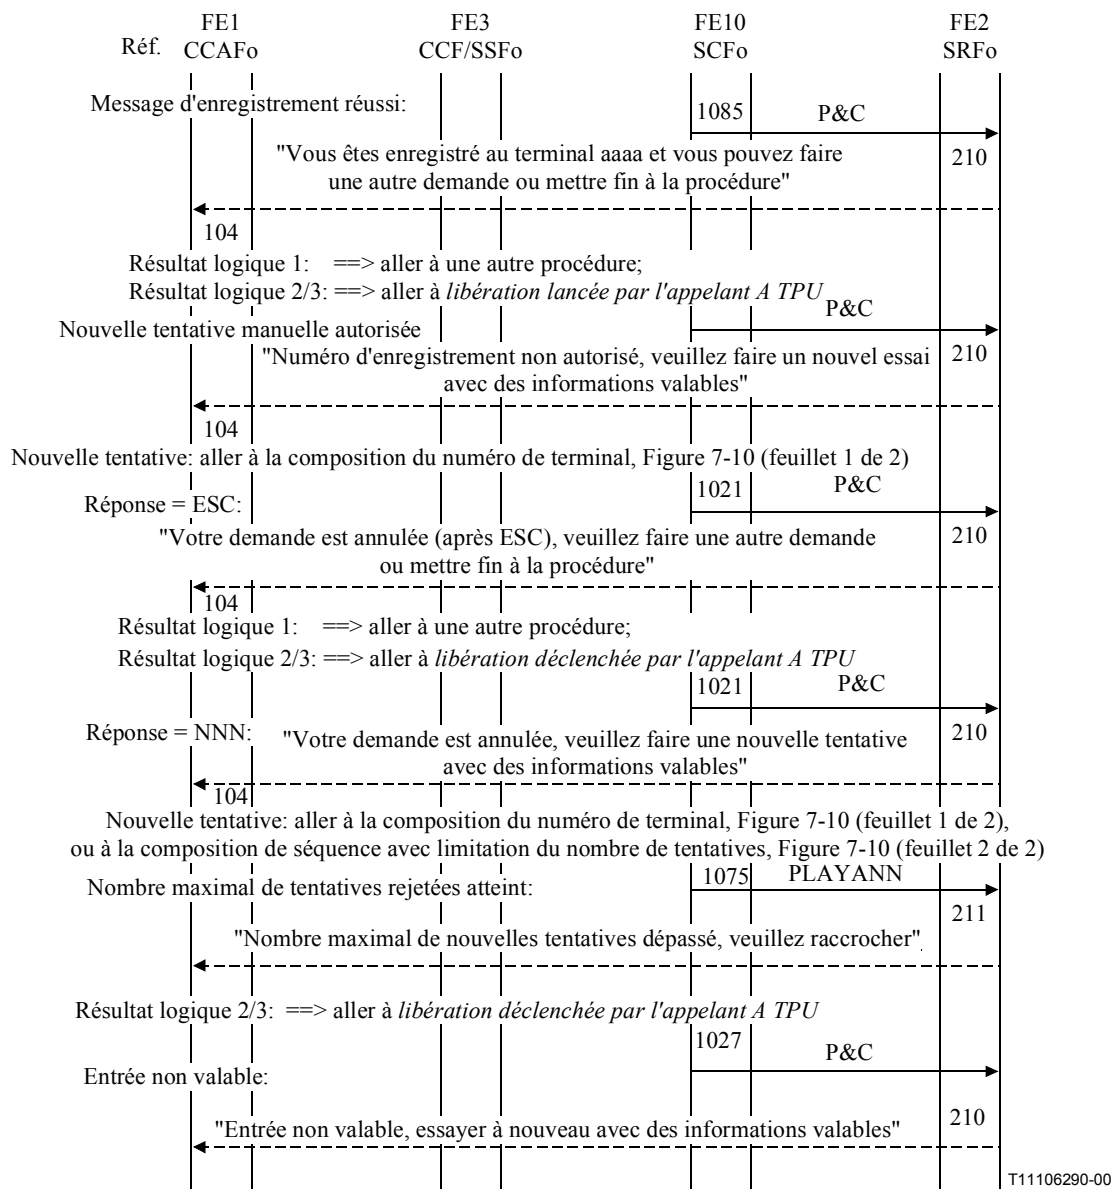 FE1 FE3 FE10 FE2
Réf. CCAFo CCF/SSFo SCFo SRFo
Message d'enregistrement réussi:
1085 P&C
"Vous êtes enregistré au terminal aaaa et vous pouvez faire 210
une autre demande ou mettre fin à la procédure"
104
Résultat logique 1: ==> aller à une autre procédure;
Résultat logique 2/3: ==> aller à libération lancée par l'appelant A TPU
P&C
Nouvelle tentative manuelle autorisée
"Numéro d'enregistrement non autorisé, veuillez faire un nouvel essai 210
avec des informations valables"
104
Nouvelle tentative: aller à la composition du numéro de terminal, Figure 7-10 (feuillet 1 de 2)
1021 P&C
Réponse = ESC:
"Votre demande est annulée (après ESC), veuillez faire une autre demande 210
ou mettre fin à la procédure"
104
Résultat logique 1: ==> aller à une autre procédure;
Résultat logique 2/3: ==> aller à libération déclenchée par l'appelant A TPU
1021 P&C
Réponse = NNN: "Votre demande est annulée, veuillez faire une nouvelle tentative 210
avec des informations valables"
104
Nouvelle tentative: aller à la composition du numéro de terminal, Figure 7-10 (feuillet 1 de 2),
ou à la composition de séquence avec limitation du nombre de tentatives, Figure 7-10 (feuillet 2 de 2)
Nombre maximal de tentatives rejetées atteint: 1075 PLAYANN
211
"Nombre maximal de nouvelles tentatives dépassé, veuillez raccrocher"
Résultat logique 2/3: ==> aller à libération déclenchée par l'appelant A TPU
1027 P&C
Entrée non valable:
"Entrée non valable, essayer à nouveau avec des informations valables" 210
T11106290-00